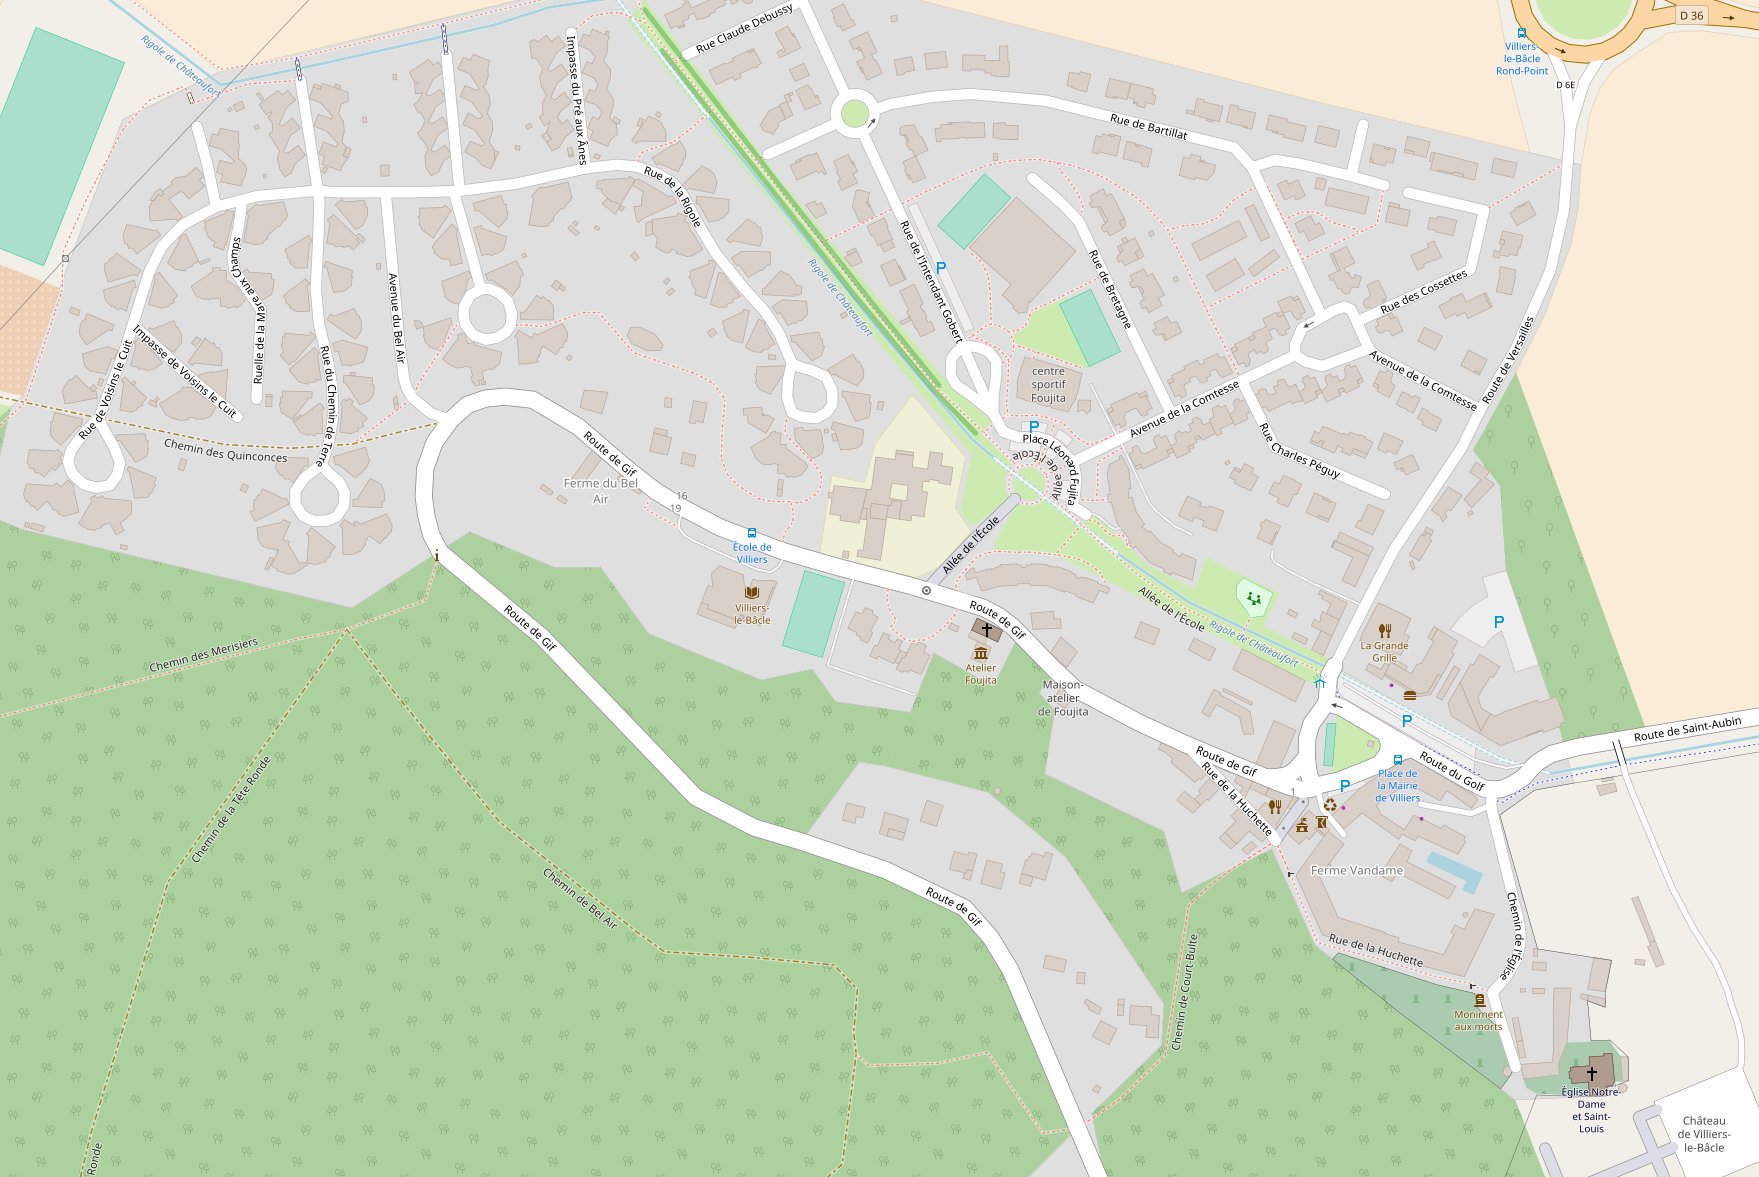 Rue Claude Debussy
D 36
Villiers-
le-Bâcle
Rond-Point
D 6E
Rigole de Châteaufort
Impasse du Pré aux Ânes
Rue de Bartillat
Rue de la Rigole
Ruelle de la Mare aux Champs
Avenue du Bel Air
Rigole de Châteaufort
Rue de l'Intendant Gobert
P
Rue de Bretagne
Rue des Cossettes
Route de Versailles
Impasse de Voisins le Cuit
Rue de Voisins le Cuit
Rue du Chemin de Terre
centre
sportif
Foujita
Avenue de la Comtesse
Avenue de la Comtesse
Chemin des Quinconces
Route de Gif
P
Place Léonard Fujita
Allée de l'École
Rue Charles Péguy
Ferme du Bel
Air
16
19
École de
Villiers
Allée de l'École
i
Villiers-
le-Bâcle
Route de Gif
Route de Gif
Allée de l'École
Rigole de Châteaufort
La Grande
Grille
P
Chemin des Merisiers
Atelier
Foujita
Maison-
atelier
de Foujita
P
Route de Saint-Aubin
Route de Gif
Rue de la Huchette
Route du Golf
Place de
la Mairie
de Villiers
P
1
Chemin de la Tête Ronde
Chemin de Bel Air
Route de Gif
Ferme Vandame
Chemin de l'Église
Rue de la Huchette
Chemin de Court-Buite
Moniment
aux morts
Église Notre-
Dame
et Saint-
Louis
Château
de Villiers-
le-Bâcle
Ronde